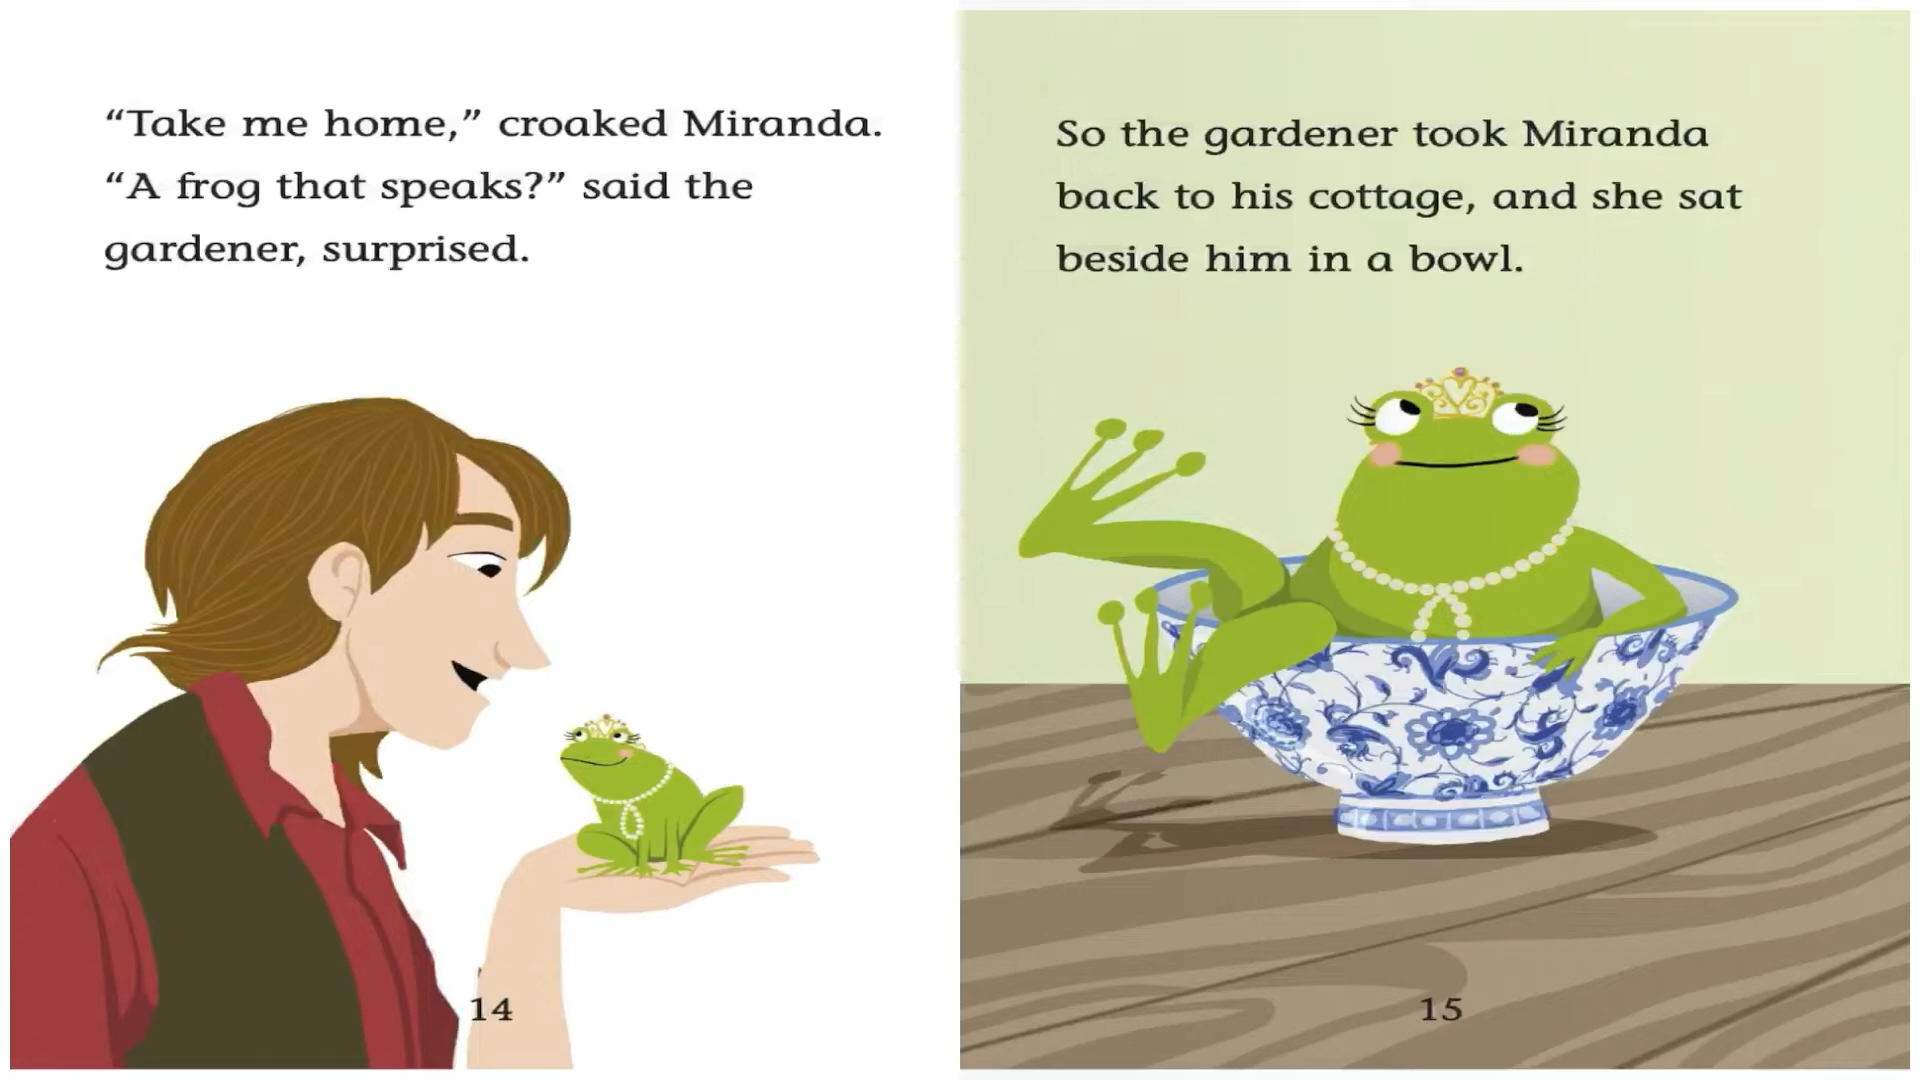 “Take me home,” croaked Miranda.
“A frog that speaks?” said the
gardener, surprised.
14
So the gardener took Miranda
back to his cottage, and she sat
beside him in a bowl.
15